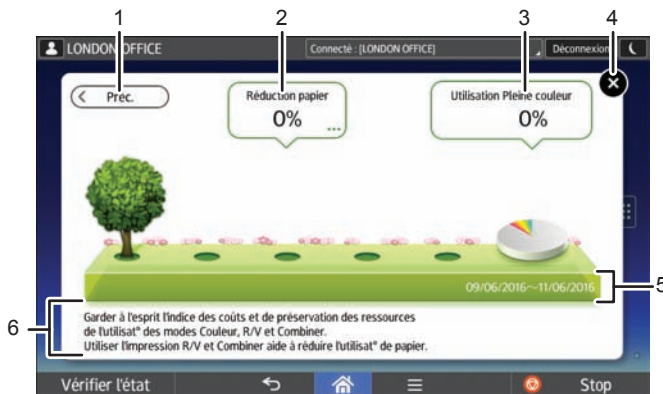 1 2 3 4
LONDON OFFICE Connecté : [LONDON OFFICE] Déconnexion
Préc. Réduction papier Utilisation Pleine couleur
0% 0%
09/06/2016~11/06/2016 5
6
Garder à l"esprit l'indice des coûts et de préservation des ressources
de l'utilisat° des modes Couleur, R/V et Combiner.
Utiliser l'impression R/V et Combiner aide à réduire l'utilisat° de papier.
Vérifier l'état Stop